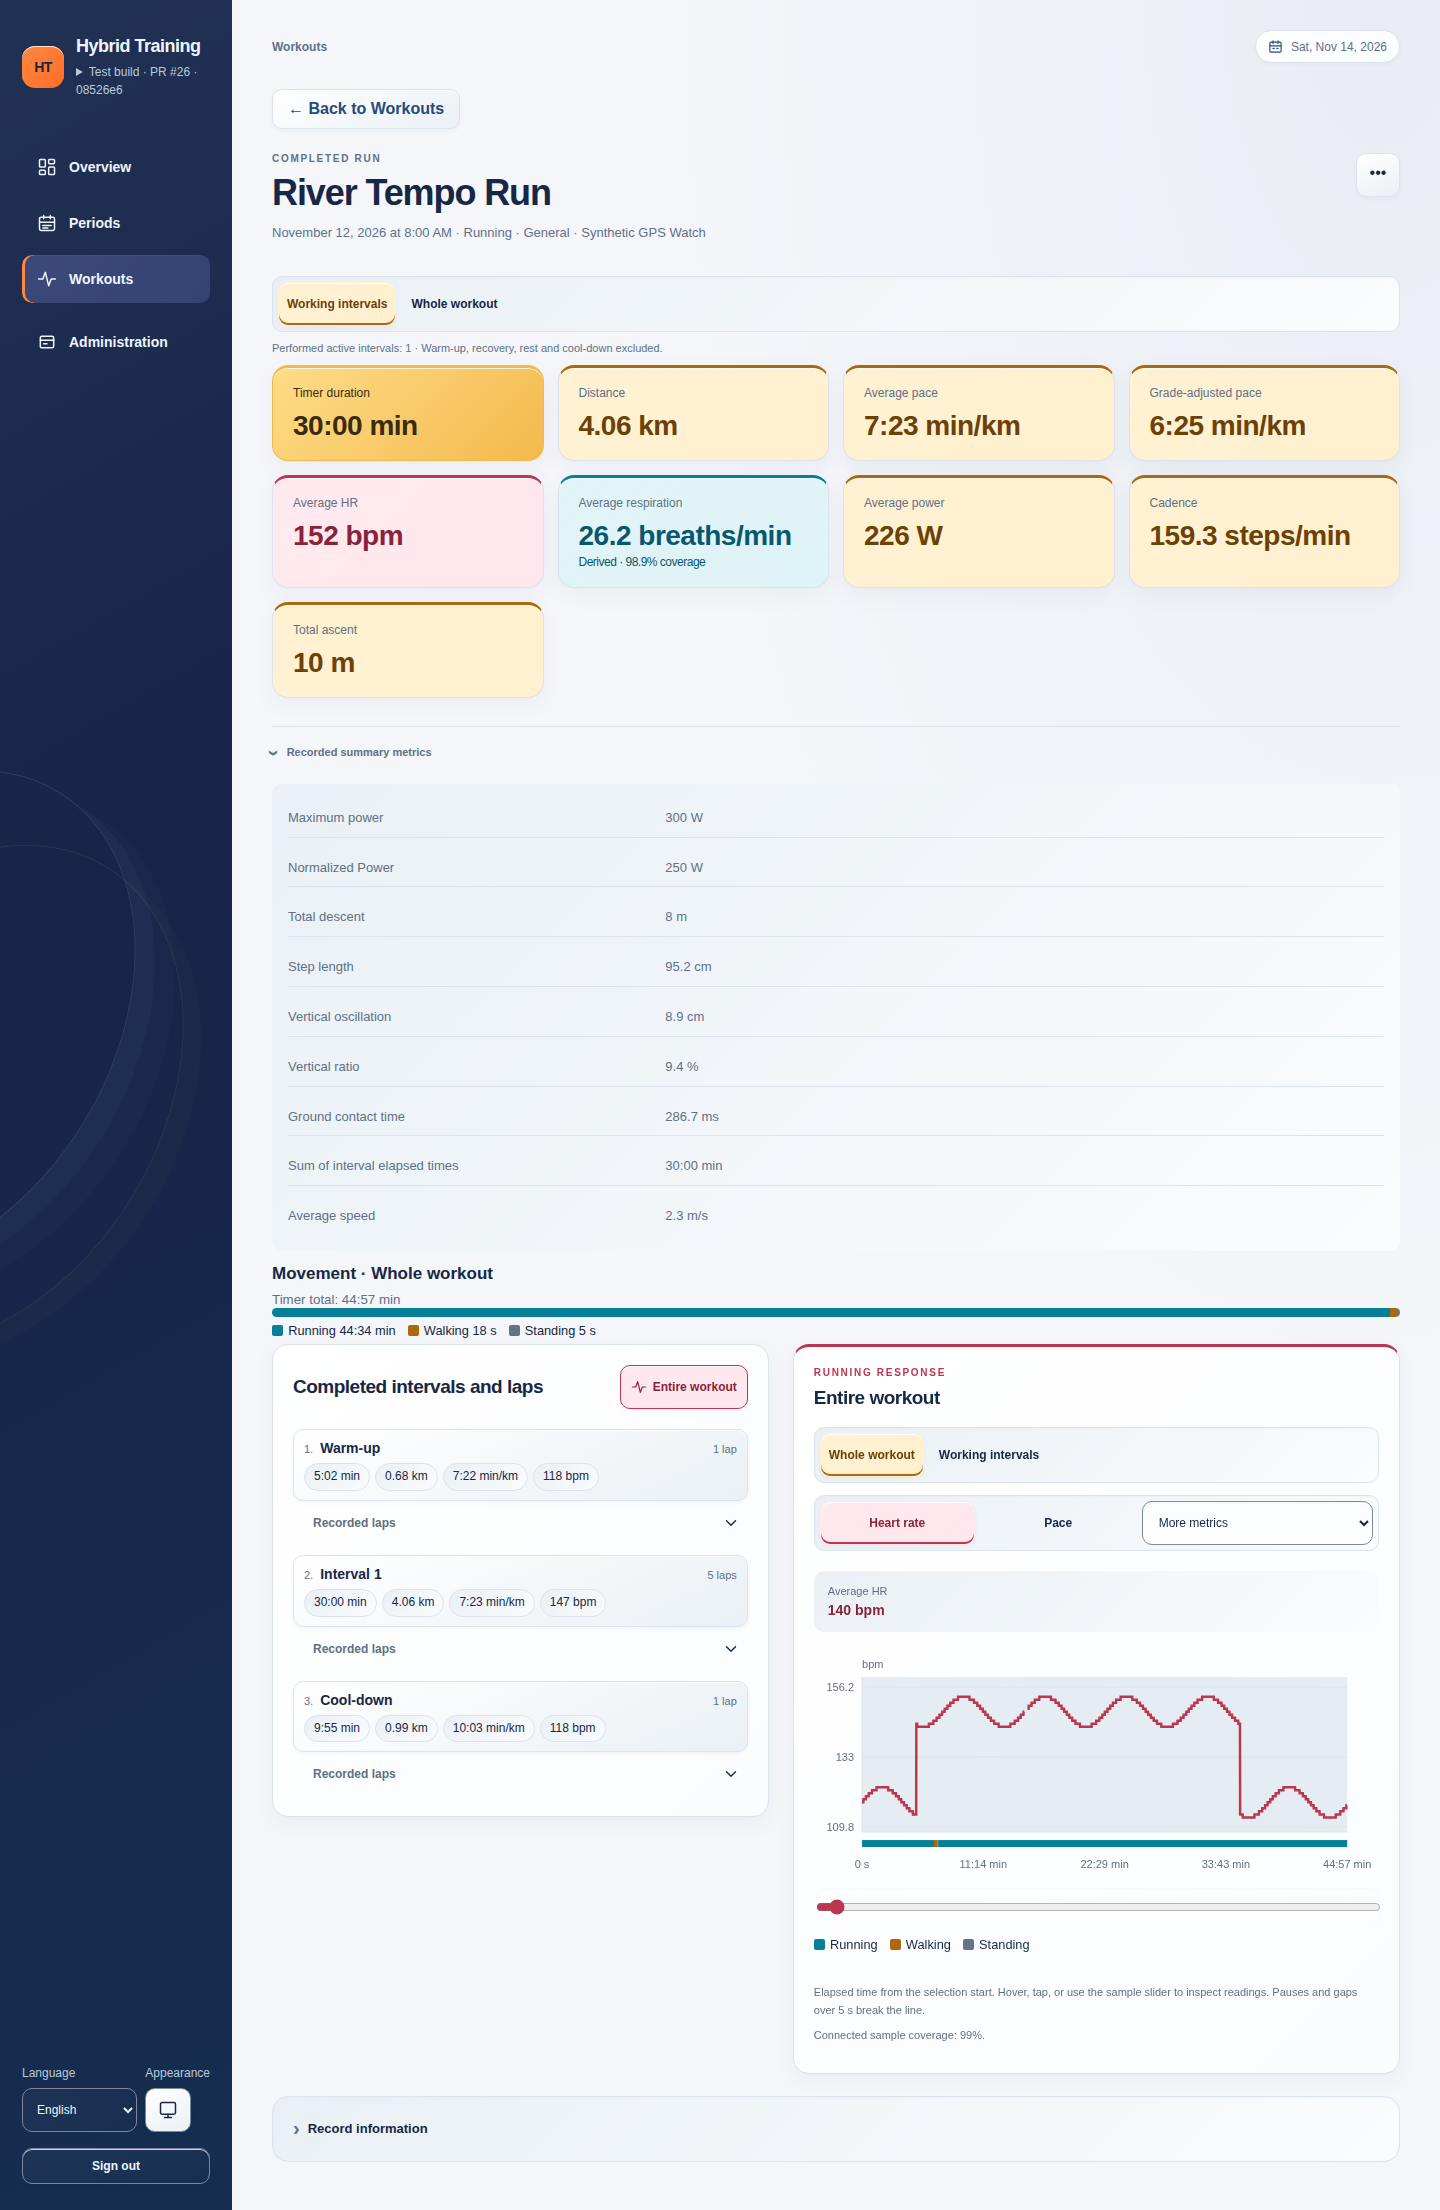 HT
Hybrid Training
Test build · PR #26 ·
08526e6
Overview
Periods
Workouts
Administration
Language
Appearance
English
Sign out
Workouts
Sat, Nov 14, 2026
← Back to Workouts
COMPLETED RUN
River Tempo Run
•••
November 12, 2026 at 8:00 AM · Running · General · Synthetic GPS Watch
Working intervals
Whole workout
Performed active intervals: 1 · Warm-up, recovery, rest and cool-down excluded.
Timer duration
30:00 min
Distance
4.06 km
Average pace
7:23 min/km
Grade-adjusted pace
6:25 min/km
Average HR
152 bpm
Average respiration
26.2 breaths/min
Derived · 98.9% coverage
Average power
226 W
Cadence
159.3 steps/min
Total ascent
10 m
Recorded summary metrics
Maximum power 300 W
Normalized Power 250 W
Total descent 8 m
Step length 95.2 cm
Vertical oscillation 8.9 cm
Vertical ratio 9.4 %
Ground contact time 286.7 ms
Sum of interval elapsed times 30:00 min
Average speed 2.3 m/s
Movement · Whole workout
Timer total: 44:57 min
Running 44:34 min Walking 18 s Standing 5 s
Completed intervals and laps
Entire workout
1. Warm-up 1 lap
5:02 min 0.68 km 7:22 min/km 118 bpm
Recorded laps
2. Interval 1 5 laps
30:00 min 4.06 km 7:23 min/km 147 bpm
Recorded laps
3. Cool-down 1 lap
9:55 min 0.99 km 10:03 min/km 118 bpm
Recorded laps
RUNNING RESPONSE
Entire workout
Whole workout Working intervals
Heart rate Pace More metrics
Average HR
140 bpm
bpm
156.2
133
109.8
0 s 11:14 min 22:29 min 33:43 min 44:57 min
Running Walking Standing
Elapsed time from the selection start. Hover, tap, or use the sample slider to inspect readings. Pauses and gaps
over 5 s break the line.
Connected sample coverage: 99%.
Record information